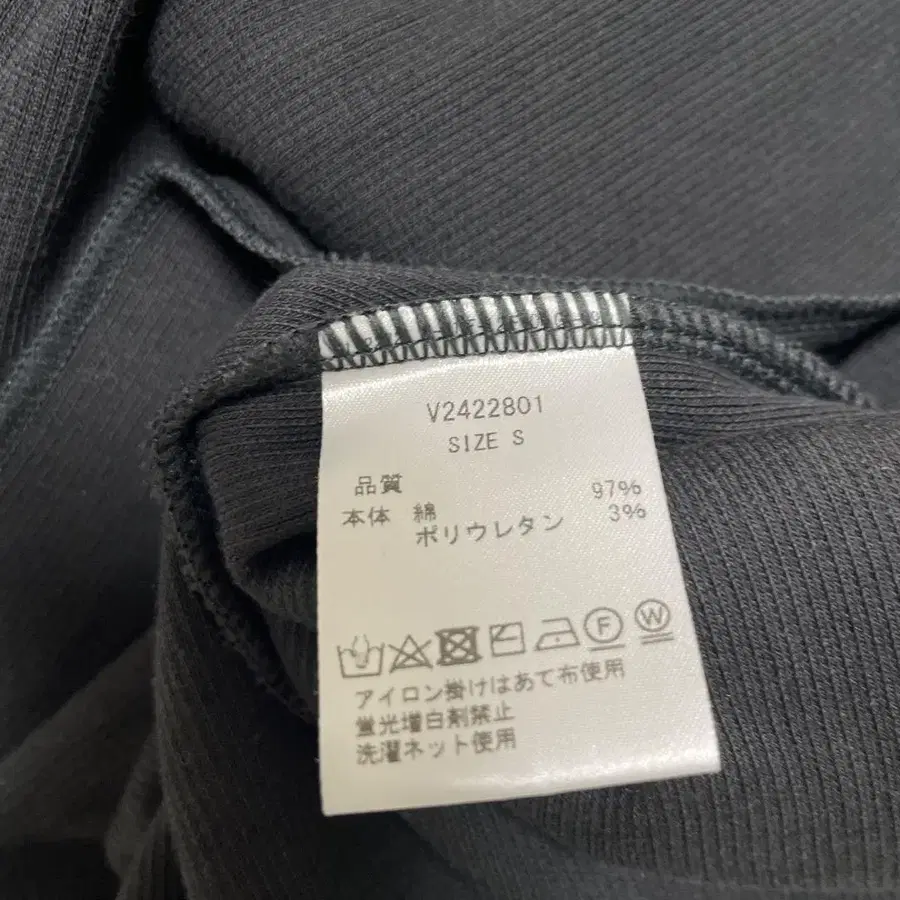 V2422801
SIZE S
品質
本体 綿 97%
ポリウレタン 3%
F W
アイロン掛けはあて布使用
蛍光増白剤禁止
洗濯ネット使用